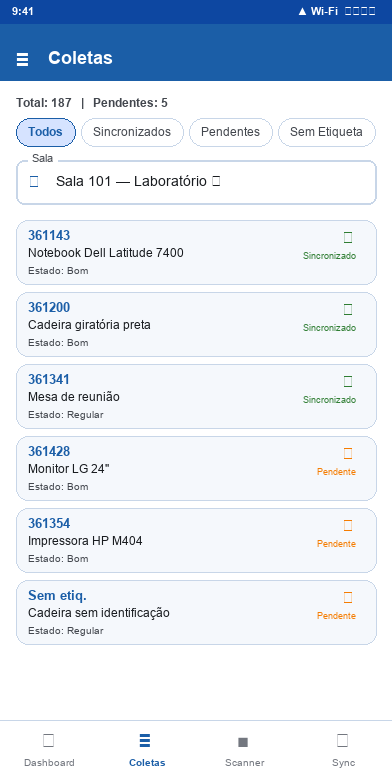 9:41 ▲ Wi-Fi
Coletas
Total: 187 | Pendentes: 5
Todos Sincronizados Pendentes Sem Etiqueta
Sala
Sala 101 — Laboratório
361143
Notebook Dell Latitude 7400
Sincronizado
Estado: Bom
361200
Cadeira giratória preta
Sincronizado
Estado: Bom
361341
Mesa de reunião
Sincronizado
Estado: Regular
361428
Monitor LG 24"
Pendente
Estado: Bom
361354
Impressora HP M404
Pendente
Estado: Bom
Sem etiq.
Cadeira sem identificação
Pendente
Estado: Regular
Dashboard Coletas Scanner Sync